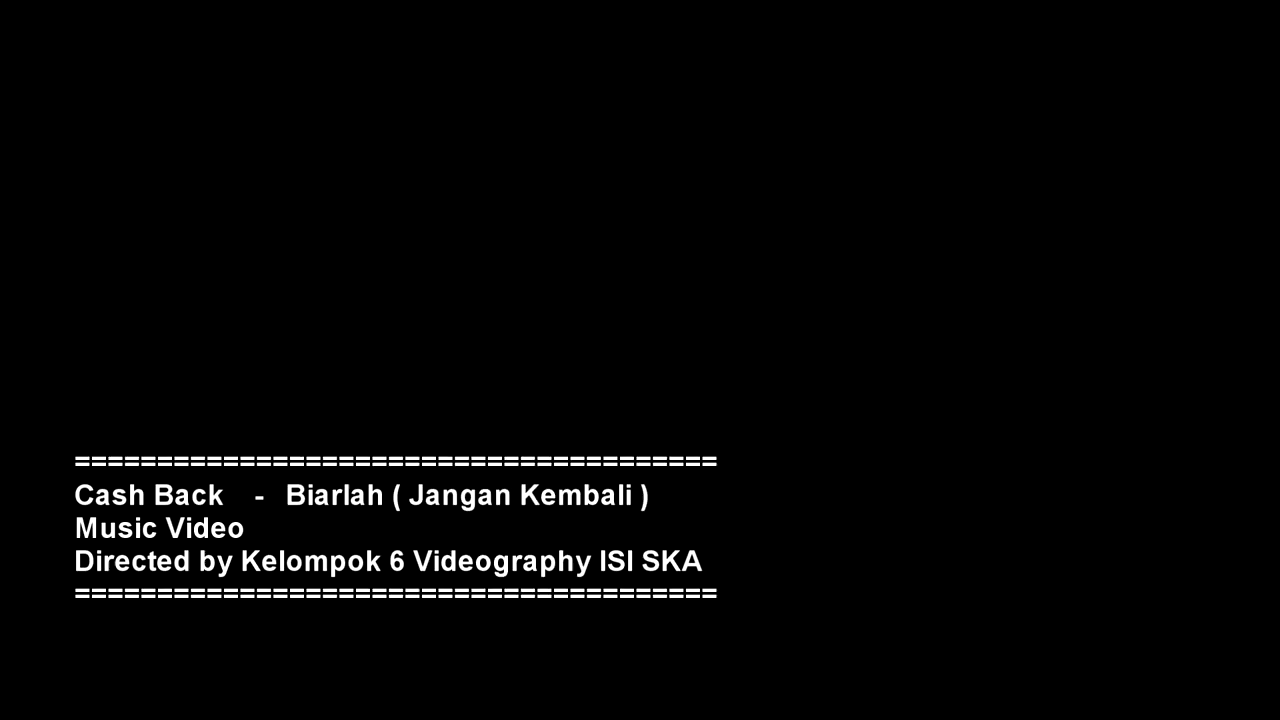 =======================================
Cash Back    -   Biarlah ( Jangan Kembali )
Music Video
Directed by Kelompok 6 Videography ISI SKA
=======================================